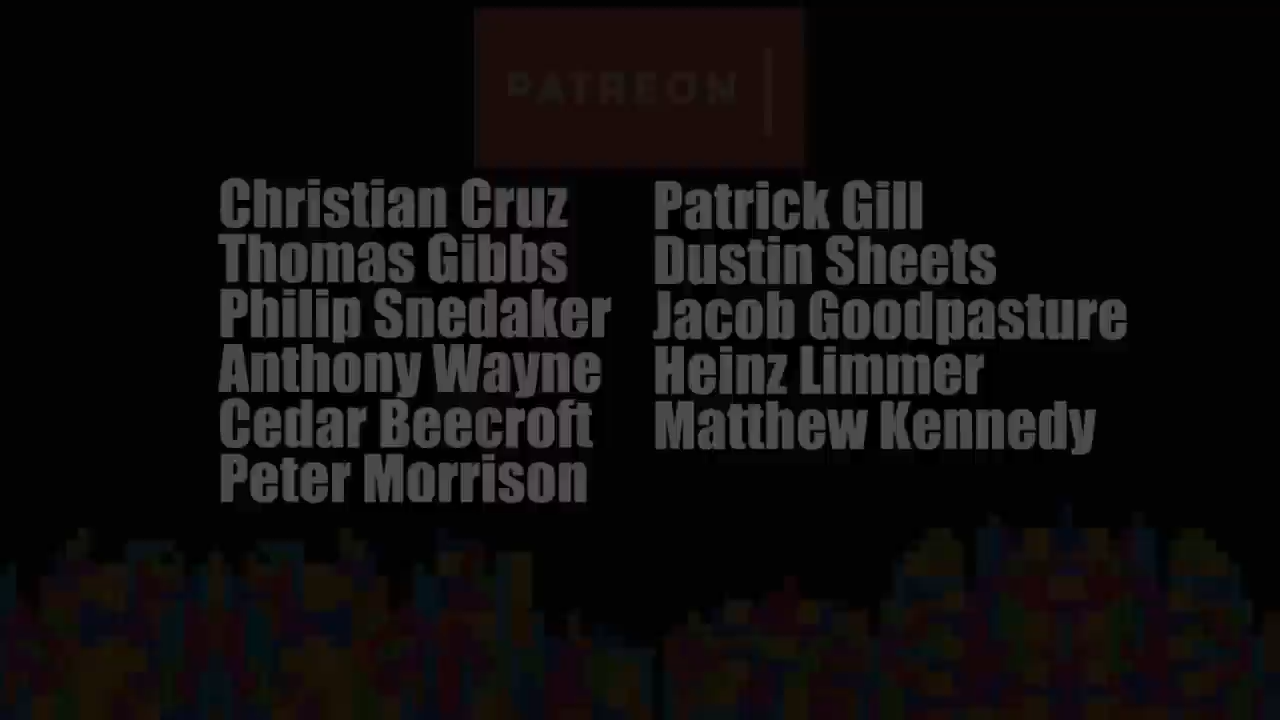 PATREON
Christian Cruz
Thomas Gibbs
Philip Snedaker
Anthony Wayne
Cedar Beecroft
Peter Morrison
Patrick Gill
Dustin Sheets
Jacob Goodpasture
Heinz Limmer
Matthew Kennedy